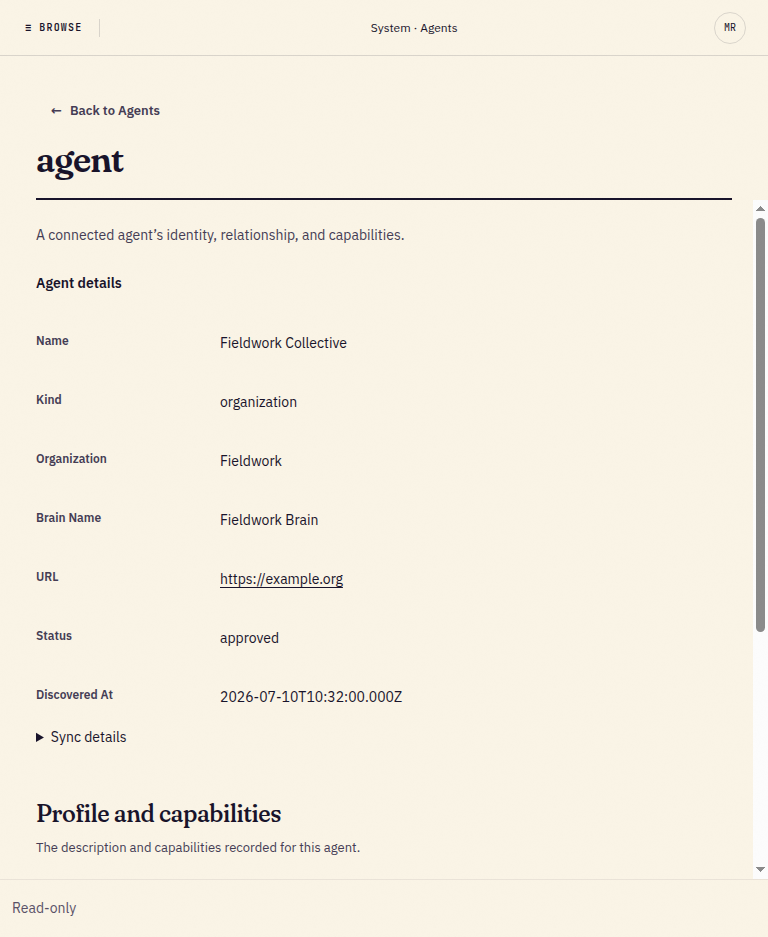 ≡ BROWSE
System · Agents
MR
← Back to Agents
agent
A connected agent’s identity, relationship, and capabilities.
Agent details
Name
Fieldwork Collective
Kind
organization
Organization
Fieldwork
Brain Name
Fieldwork Brain
URL
https://example.org
Status
approved
Discovered At
2026-07-10T10:32:00.000Z
▶ Sync details
Profile and capabilities
The description and capabilities recorded for this agent.
Read-only